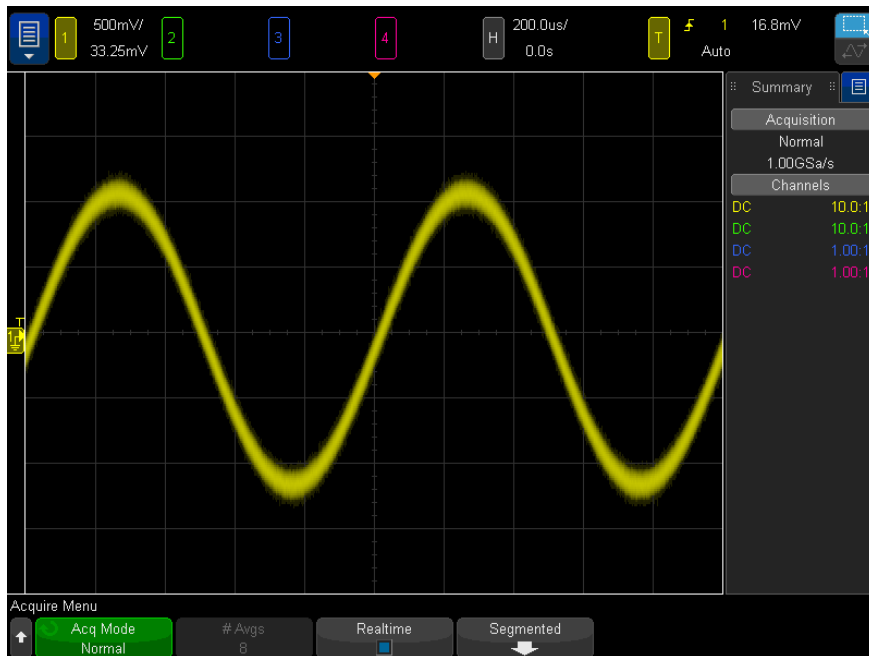 1
500mV/
33.25mV
2
3
4
H
200.0us/
0.0s
T
1
16.8mV
Auto
Summary
Acquisition
Normal
1.00GSa/s
Channels
DC 10.0:1
DC 10.0:1
DC 1.00:1
DC 1.00:1
T
1
Acquire Menu
Acq Mode
Normal
# Avgs
8
Realtime
Segmented